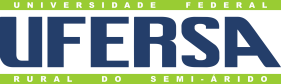 UNIVERSIDADE FEDERAL
UFERSA
RURAL DO SEMI-ÁRIDO